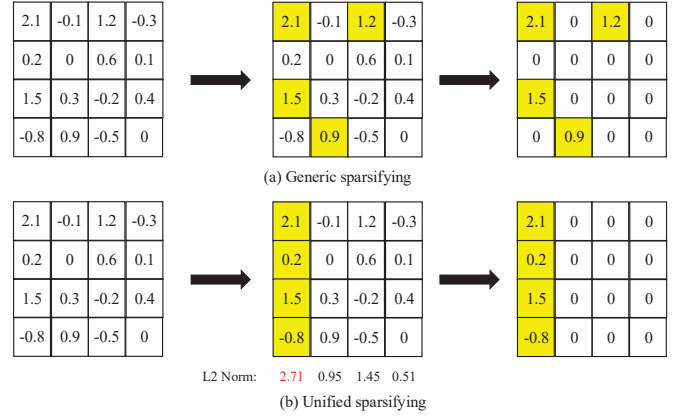 2.1 -0.1 1.2 -0.3 2.1 -0.1 1.2 -0.3 2.1 0 1.2 0
0.2 0 0.6 0.1 0.2 0 0.6 0.1 0 0 0 0
1.5 0.3 -0.2 0.4 1.5 0.3 -0.2 0.4 1.5 0 0 0
-0.8 0.9 -0.5 0 -0.8 0.9 -0.5 0 0 0.9 0 0
(a) Generic sparsifying
2.1 -0.1 1.2 -0.3 2.1 -0.1 1.2 -0.3 2.1 0 0 0
0.2 0 0.6 0.1 0.2 0 0.6 0.1 0.2 0 0 0
1.5 0.3 -0.2 0.4 1.5 0.3 -0.2 0.4 1.5 0 0 0
-0.8 0.9 -0.5 0 -0.8 0.9 -0.5 0 -0.8 0 0 0
L2 Norm: 2.71 0.95 1.45 0.51
(b) Unified sparsifying